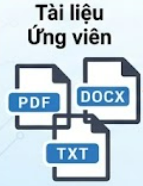 Tài liệu
Ứng viên
PDF
DOCX
TXT